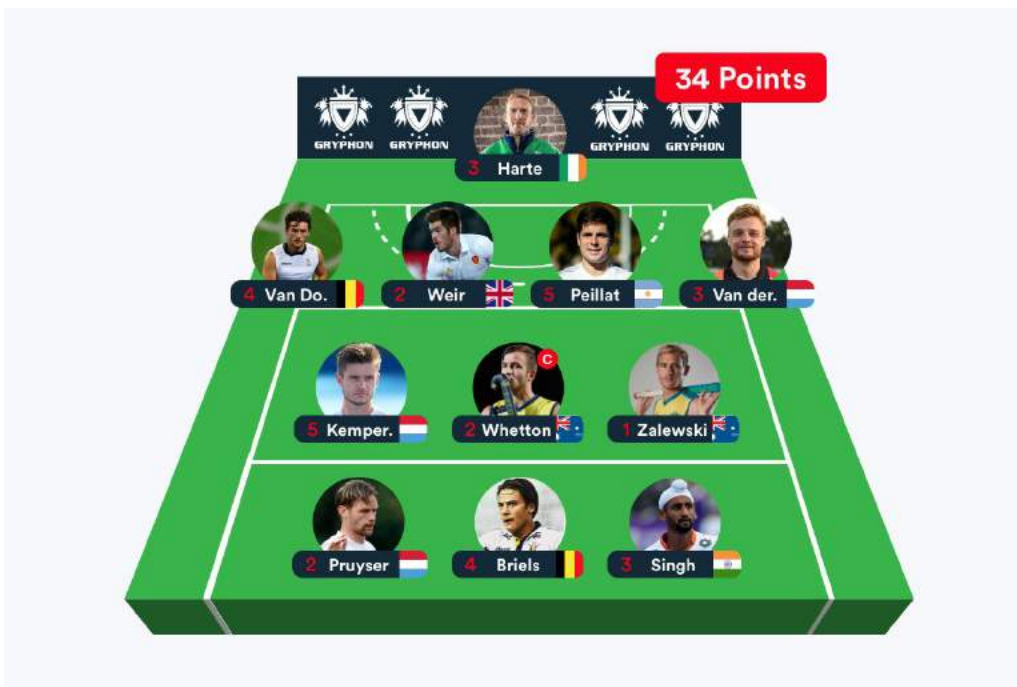 34 Points
GRYPHON GRYPHON GRYPHON GRYPHON
3 Harte
4 Van Do.
2 Weir
5 Peillat
3 Van der.
C
5 Kemper.
2 Whetton
1 Zalewski
2 Pruyser
4 Briels
3 Singh